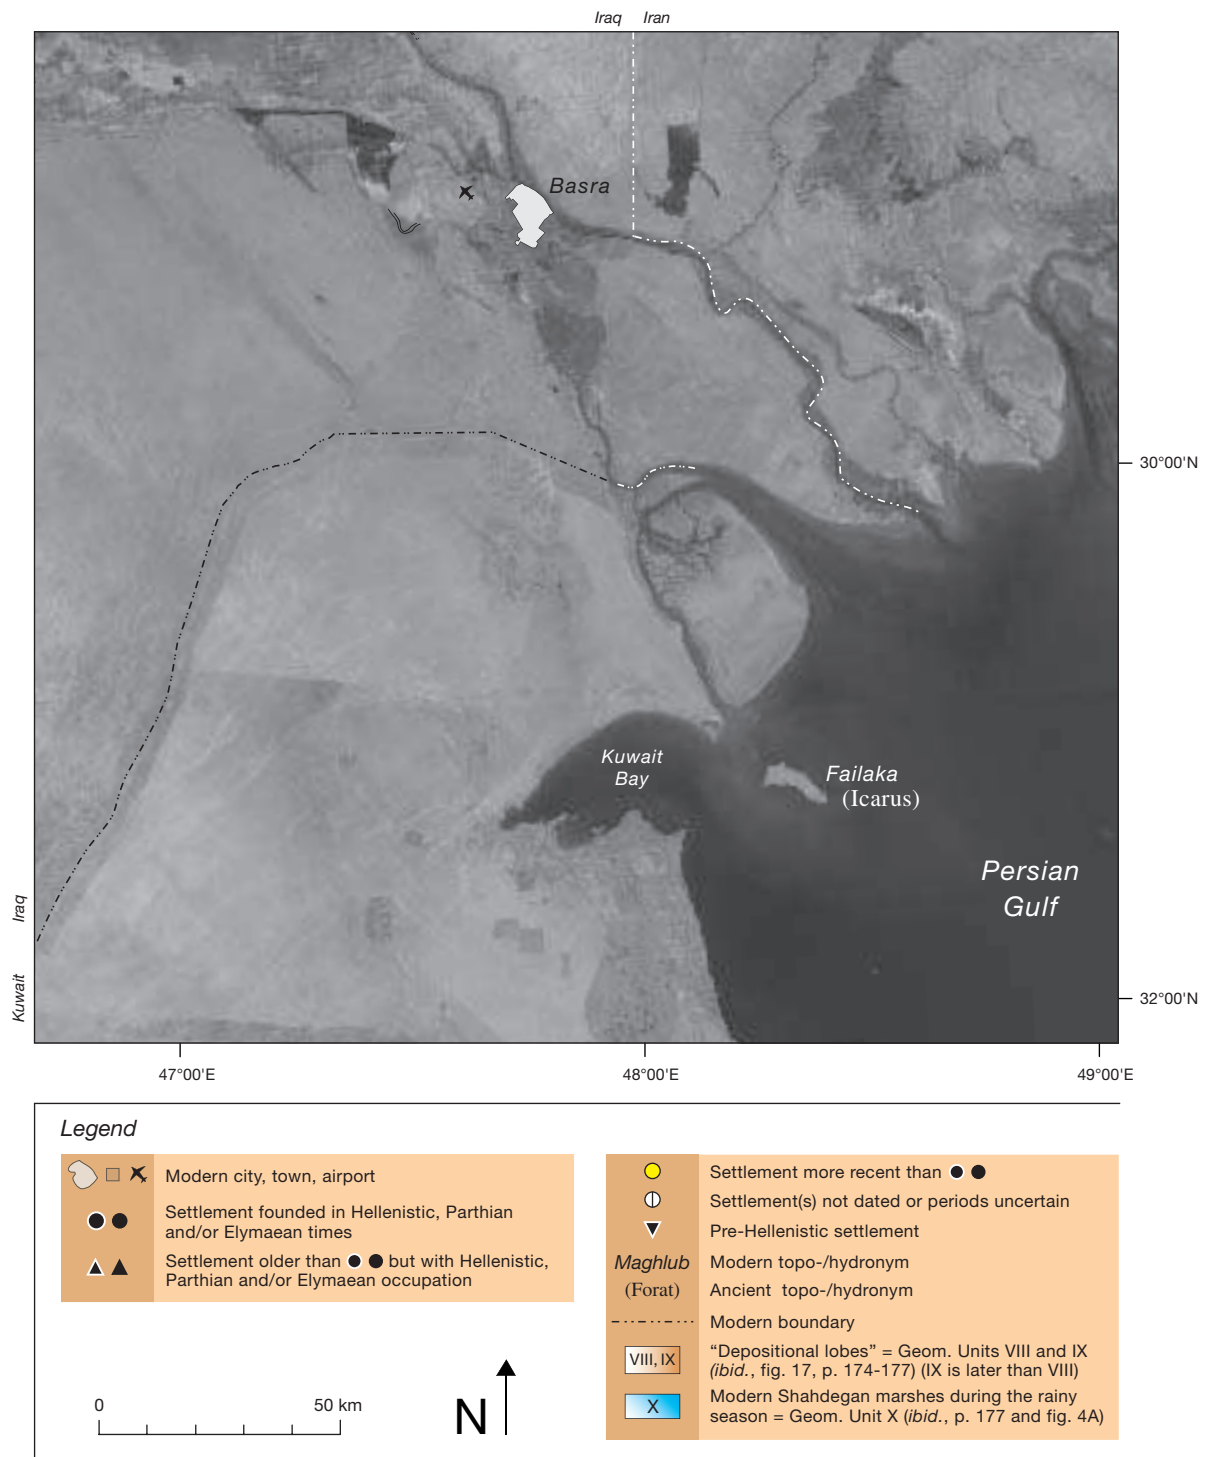 Iraq Iran
Basra
30°00'N
Kuwait
Bay
Failaka
(Icarus)
Persian
Gulf
Iraq
Kuwait
32°00'N
47°00'E 48°00'E 49°00'E
Legend
Modern city, town, airport
Settlement founded in Hellenistic, Parthian
and/or Elymaean times
Settlement older than but with Hellenistic,
Parthian and/or Elymaean occupation
0 50 km
N
Settlement more recent than
Settlement(s) not dated or periods uncertain
Pre-Hellenistic settlement
Maghlub Modern topo-/hydronym
(Forat) Ancient topo-/hydronym
Modern boundary
VIII, IX “Depositional lobes” = Geom. Units VIII and IX
(ibid., fig. 17, p. 174-177) (IX is later than VIII)
X Modern Shahdegan marshes during the rainy
season = Geom. Unit X (ibid., p. 177 and fig. 4A)